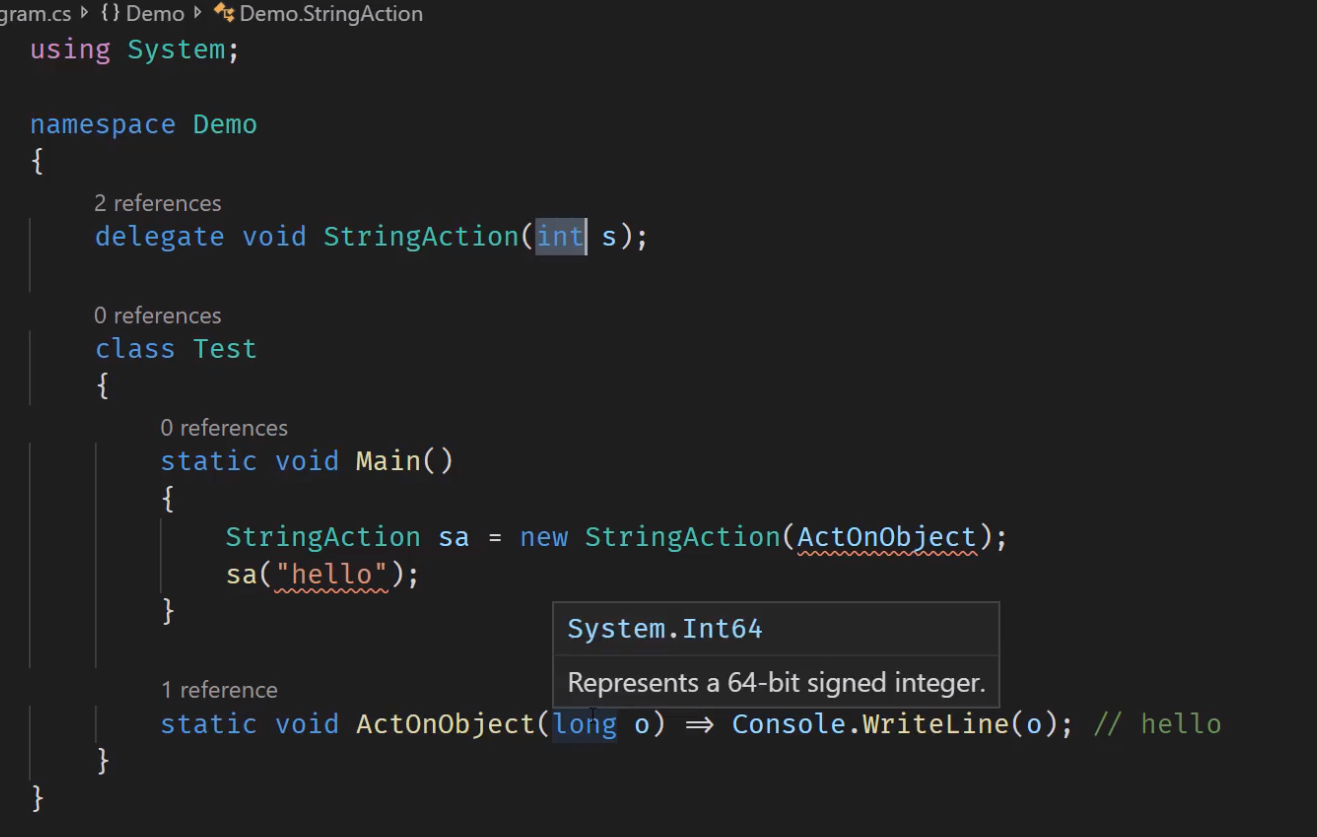 gram.cs {} Demo Demo.StringAction
using System;
namespace Demo
{
2 references
delegate void StringAction(int s);
0 references
class Test
{
0 references
static void Main()
{
StringAction sa = new StringAction(ActOnObject);
sa("hello");
}
System.Int64
Represents a 64-bit signed integer.
1 reference
static void ActOnObject(long o) => Console.WriteLine(o); // hello
}
}